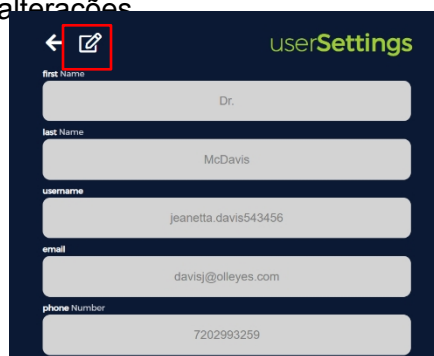 alterações
userSettings
first Name
Dr.
last Name
McDavis
username
jeanetta.davis543456
email
davisj@olleyes.com
phone Number
7202993259